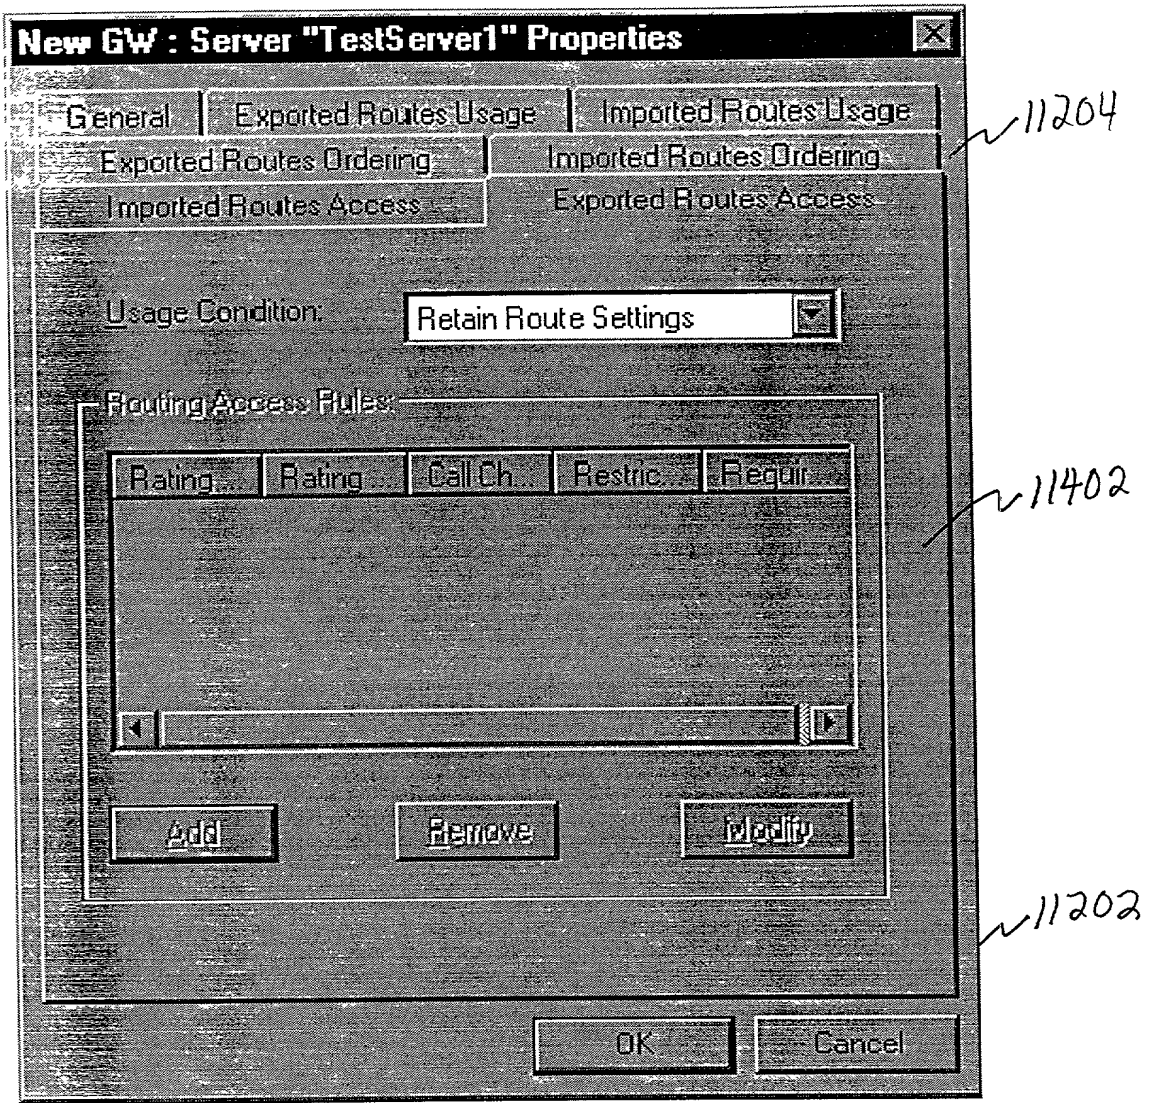 New GW : Server "TestServer1" Properties
General Exported Routes Usage Imported Routes Usage
11204
Exported Routes Ordering Imported Routes Ordering
Imported Routes Access Exported Routes Access
Usage Condition: Retain Route Settings
Routing Access Rules:
Rating... Rating ... Call Ch... Restric... Requir...
11402
Add Remove Modify
11202
OK Cancel